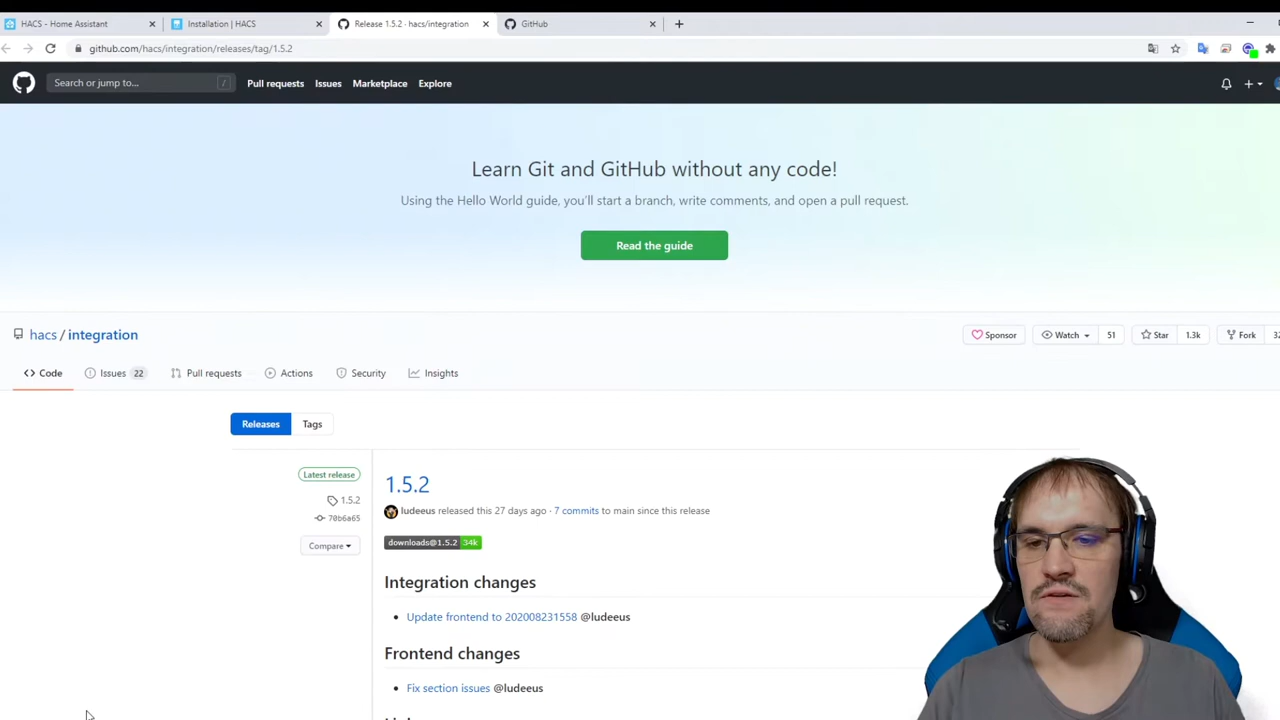 HACS - Home Assistant
Installation | HACS
Release 1.5.2 · hacs/integration
GitHub
github.com/hacs/integration/releases/tag/1.5.2
Search or jump to...
/
Pull requests
Issues
Marketplace
Explore
Learn Git and GitHub without any code!
Using the Hello World guide, you'll start a branch, write comments, and open a pull request.
Read the guide
hacs / integration
Sponsor
Watch
51
Star
1.3k
Fork
Code
Issues 22
Pull requests
Actions
Security
Insights
Releases
Tags
Latest release
1.5.2
70b6a65
Compare
1.5.2
ludeeus released this 27 days ago · 7 commits to main since this release
downloads@1.5.2 34k
Integration changes
• Update frontend to 202008231558 @ludeeus
Frontend changes
• Fix section issues @ludeeus